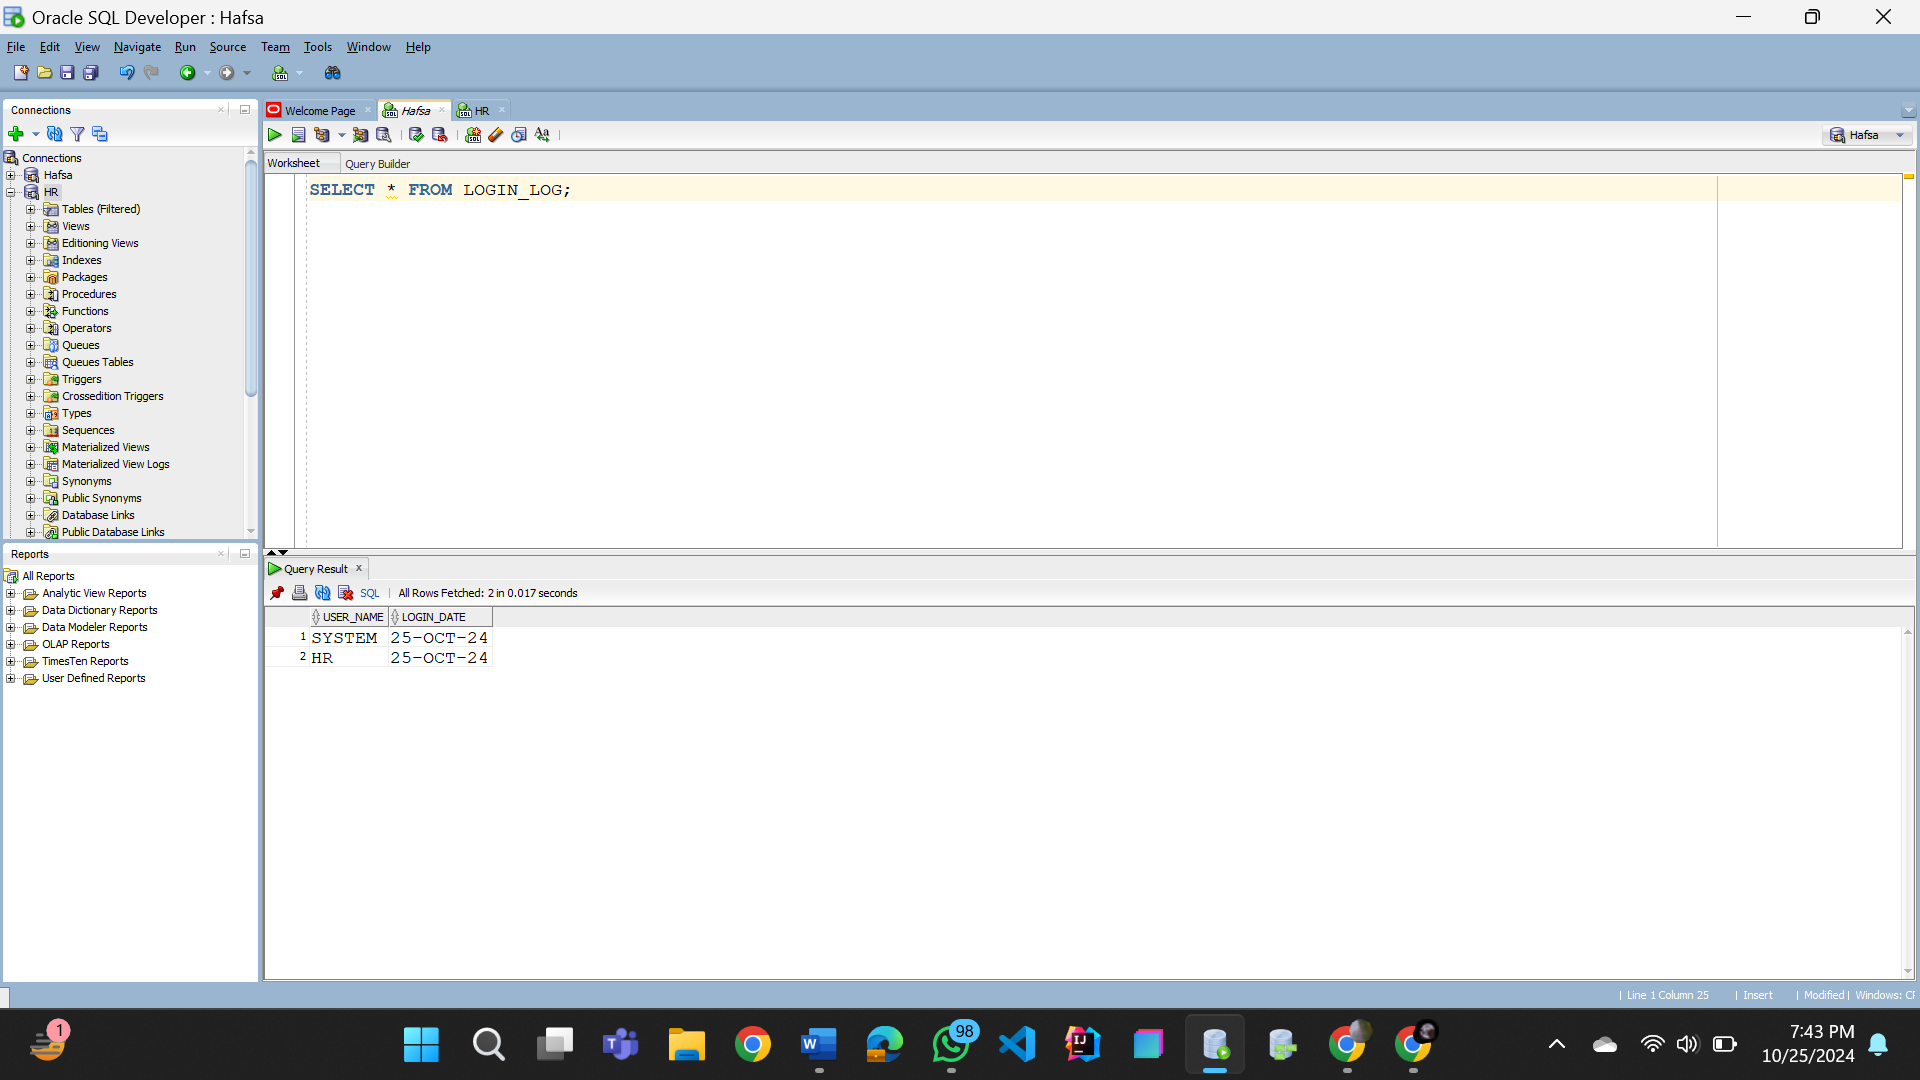 Oracle SQL Developer : Hafsa
File Edit View Navigate Run Source Team Tools Window Help
Connections
Welcome Page
Hafsa
HR
Hafsa
Worksheet
Query Builder
SELECT * FROM LOGIN_LOG;
Connections
Hafsa
HR
Tables (Filtered)
Views
Editioning Views
Indexes
Packages
Procedures
Functions
Operators
Queues
Queues Tables
Triggers
Crossedition Triggers
Types
Sequences
Materialized Views
Materialized View Logs
Synonyms
Public Synonyms
Database Links
Public Database Links
Reports
All Reports
Analytic View Reports
Data Dictionary Reports
Data Modeler Reports
OLAP Reports
TimesTen Reports
User Defined Reports
Query Result
SQL | All Rows Fetched: 2 in 0.017 seconds
USER_NAME LOGIN_DATE
1 SYSTEM 25-OCT-24
2 HR 25-OCT-24
| Line 1 Column 25 | Insert | Modified | Windows: CF
1
98
7:43 PM
10/25/2024